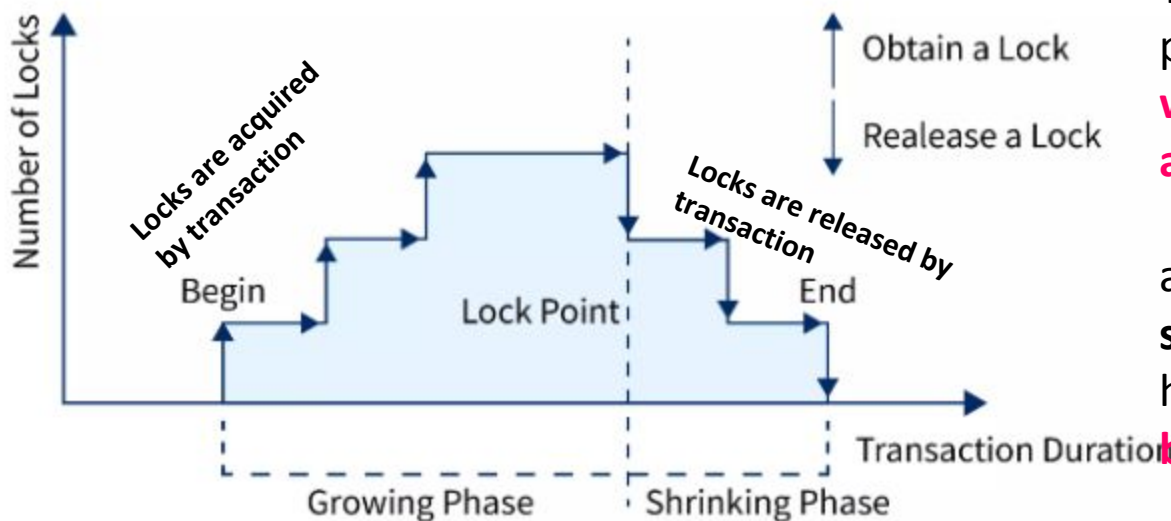 Number of Locks
Locks are acquired
by transaction
Obtain a Lock
Realease a Lock
Locks are released by
transaction
Begin
Lock Point
End
Transaction Duration
Growing Phase
Shrinking Phase